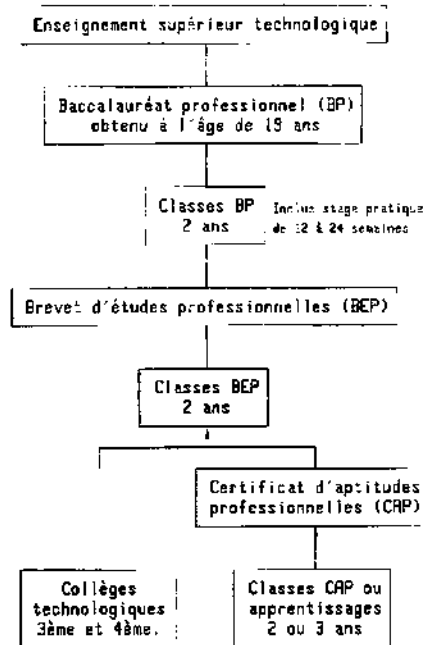 Enseignement supérieur technologique
Baccalauréat professionnel (BP)
obtenu à l'âge de 19 ans
Classes BP
2 ans
Inclus stage pratique
de 12 à 24 semaines
Brevet d'études professionnelles (BEP)
Classes BEP
2 ans
Certificat d'aptitudes
professionnelles (CAP)
Collèges
technologiques
3ème et 4ème.
Classes CAP ou
apprentissages
2 ou 3 ans